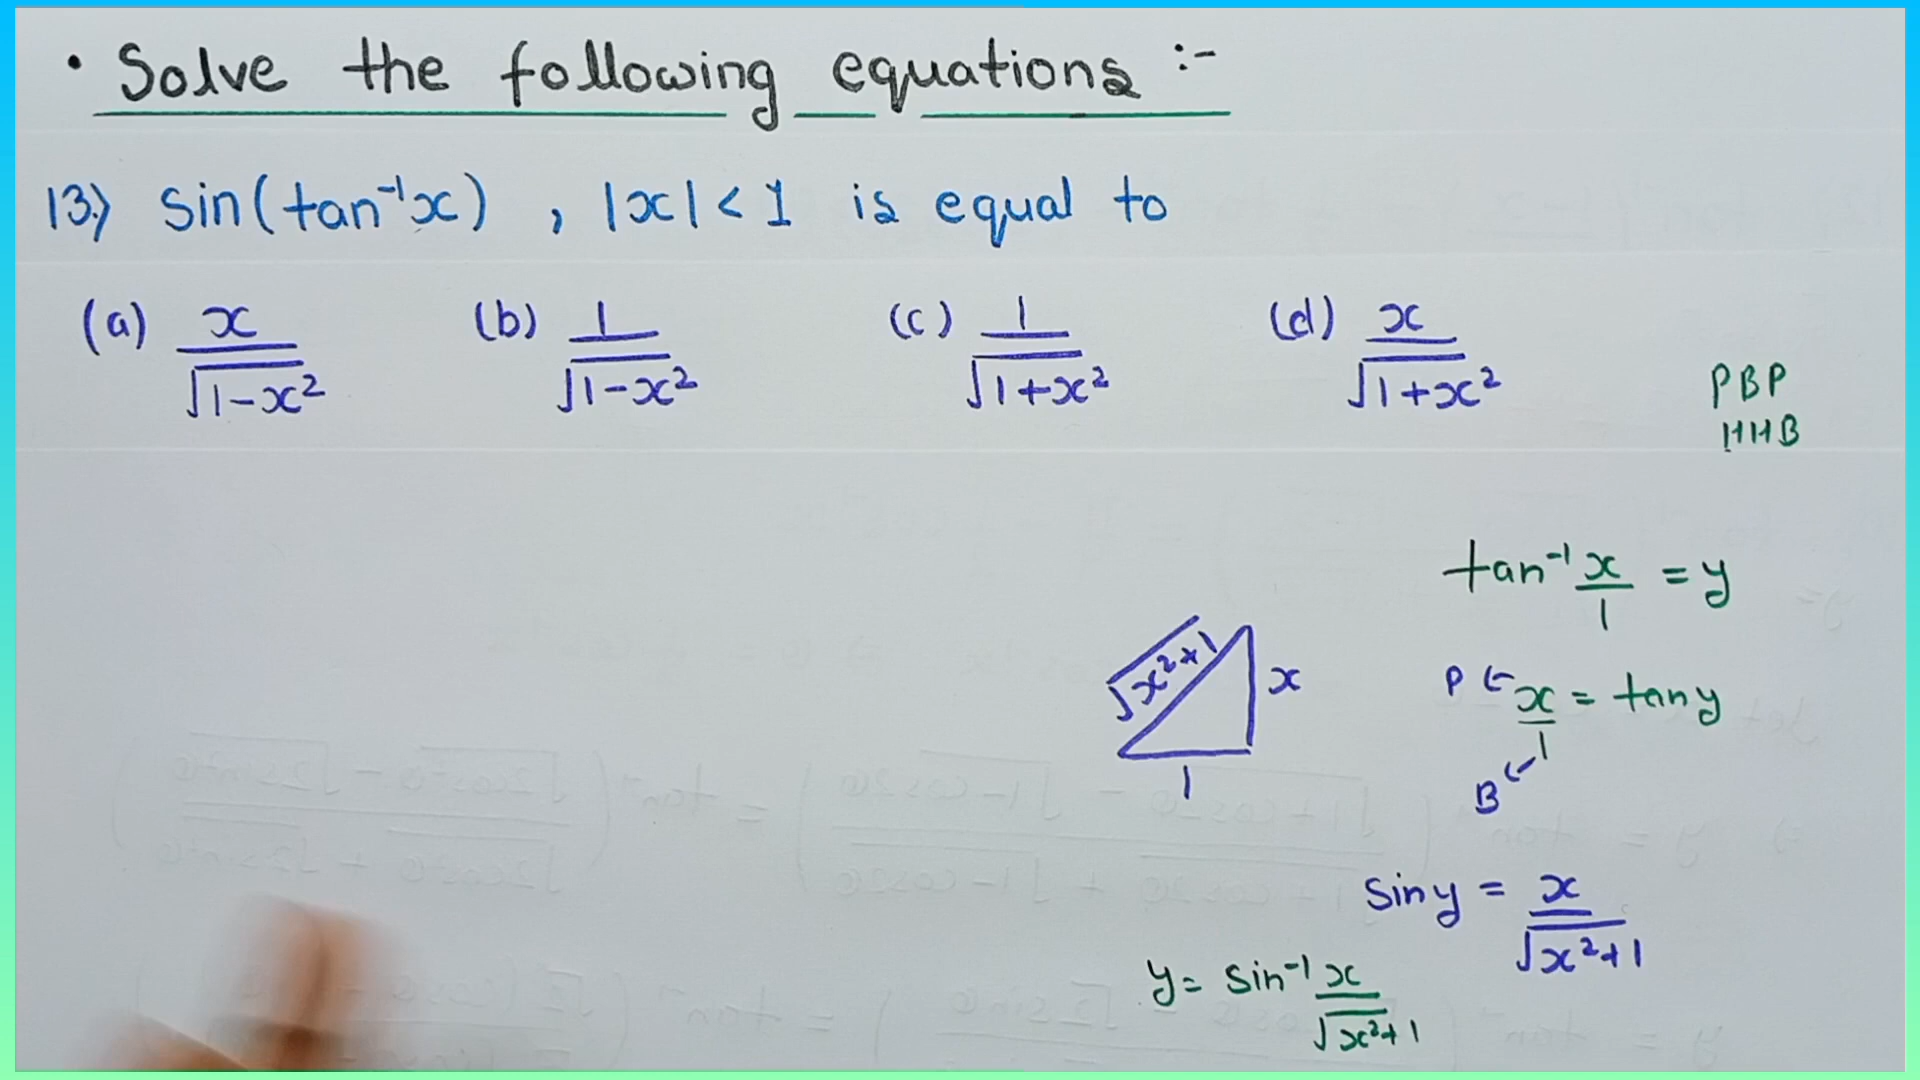 • Solve the following equations :-
13.) sin(tan⁻¹x) , |x| < 1 is equal to
(a) x/√(1-x²) (b) 1/√(1-x²) (c) 1/√(1+x²) (d) x/√(1+x²)
PBP
HHB
tan⁻¹ x/1 = y
√(x²+1) x
1
P ← x/1 = tan y
B ←
sin y = x/√(x²+1)
y = sin⁻¹ x/√(x²+1)